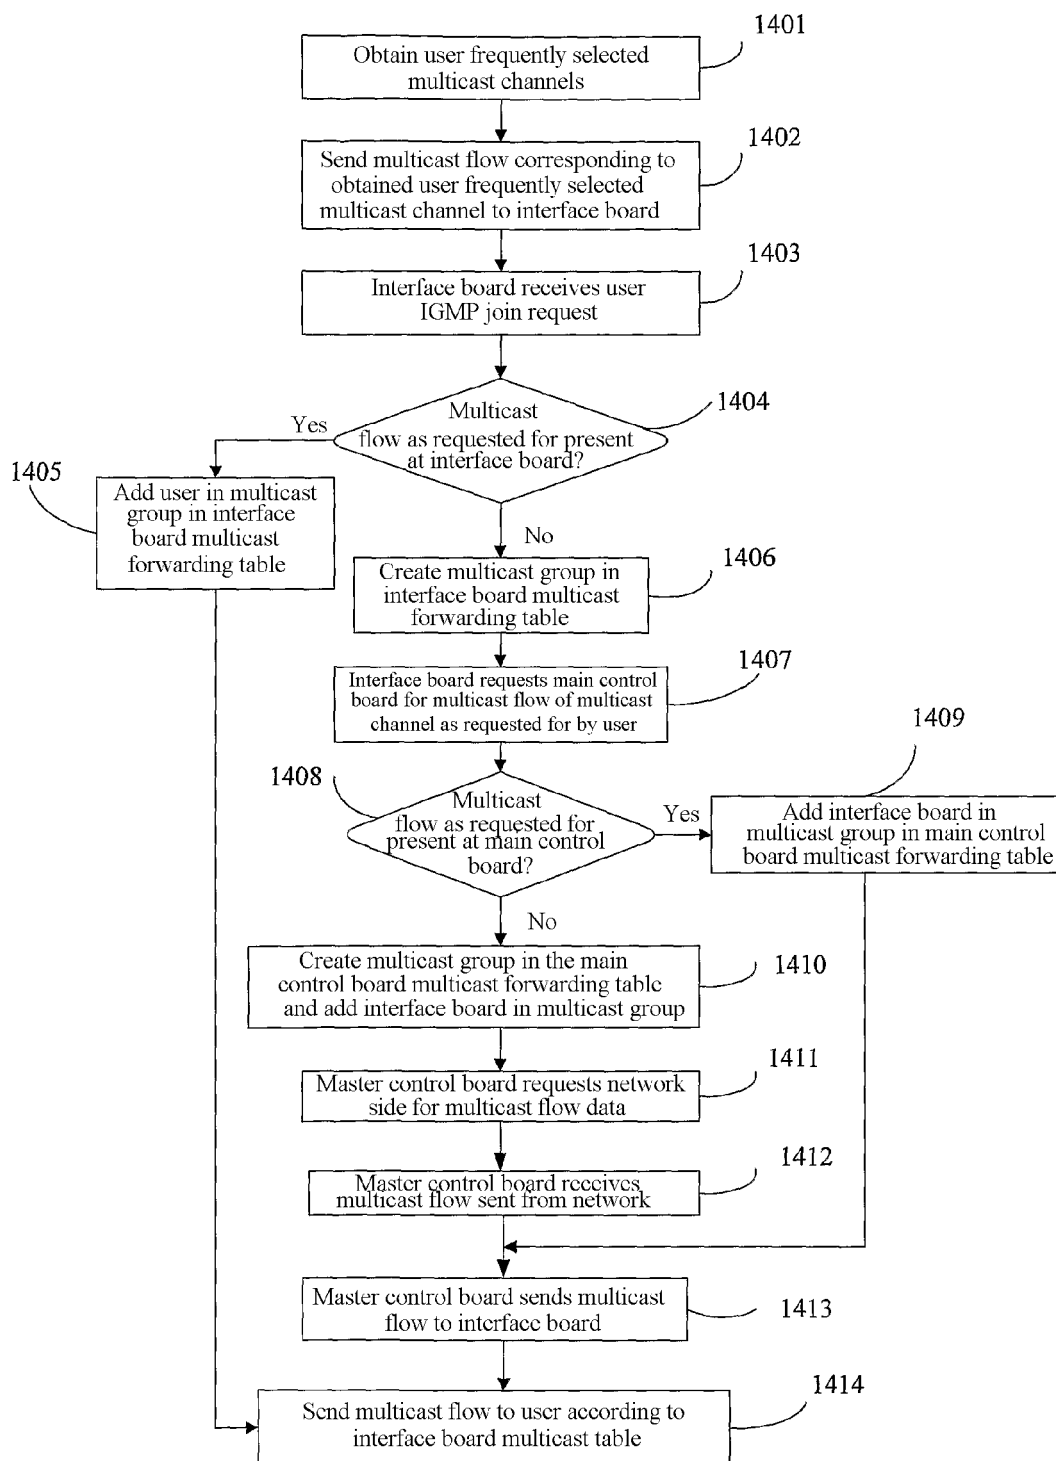 1401
Obtain user frequently selected
multicast channels
1402
Send multicast flow corresponding to
obtained user frequently selected
multicast channel to interface board
1403
Interface board receives user
IGMP join request
1404
Multicast
flow as requested for present
at interface board?
Yes
1405
Add user in multicast
group in interface
board multicast
forwarding table
No
1406
Create multicast group in
interface board multicast
forwarding table
1407
Interface board requests main control
board for multicast flow of multicast
channel as requested for by user
1408
Multicast
flow as requested for
present at main control
board?
Yes
1409
Add interface board in
multicast group in main control
board multicast forwarding table
No
1410
Create multicast group in the main
control board multicast forwarding table
and add interface board in multicast group
1411
Master control board requests network
side for multicast flow data
1412
Master control board receives
multicast flow sent from network
1413
Master control board sends multicast
flow to interface board
1414
Send multicast flow to user according to
interface board multicast table